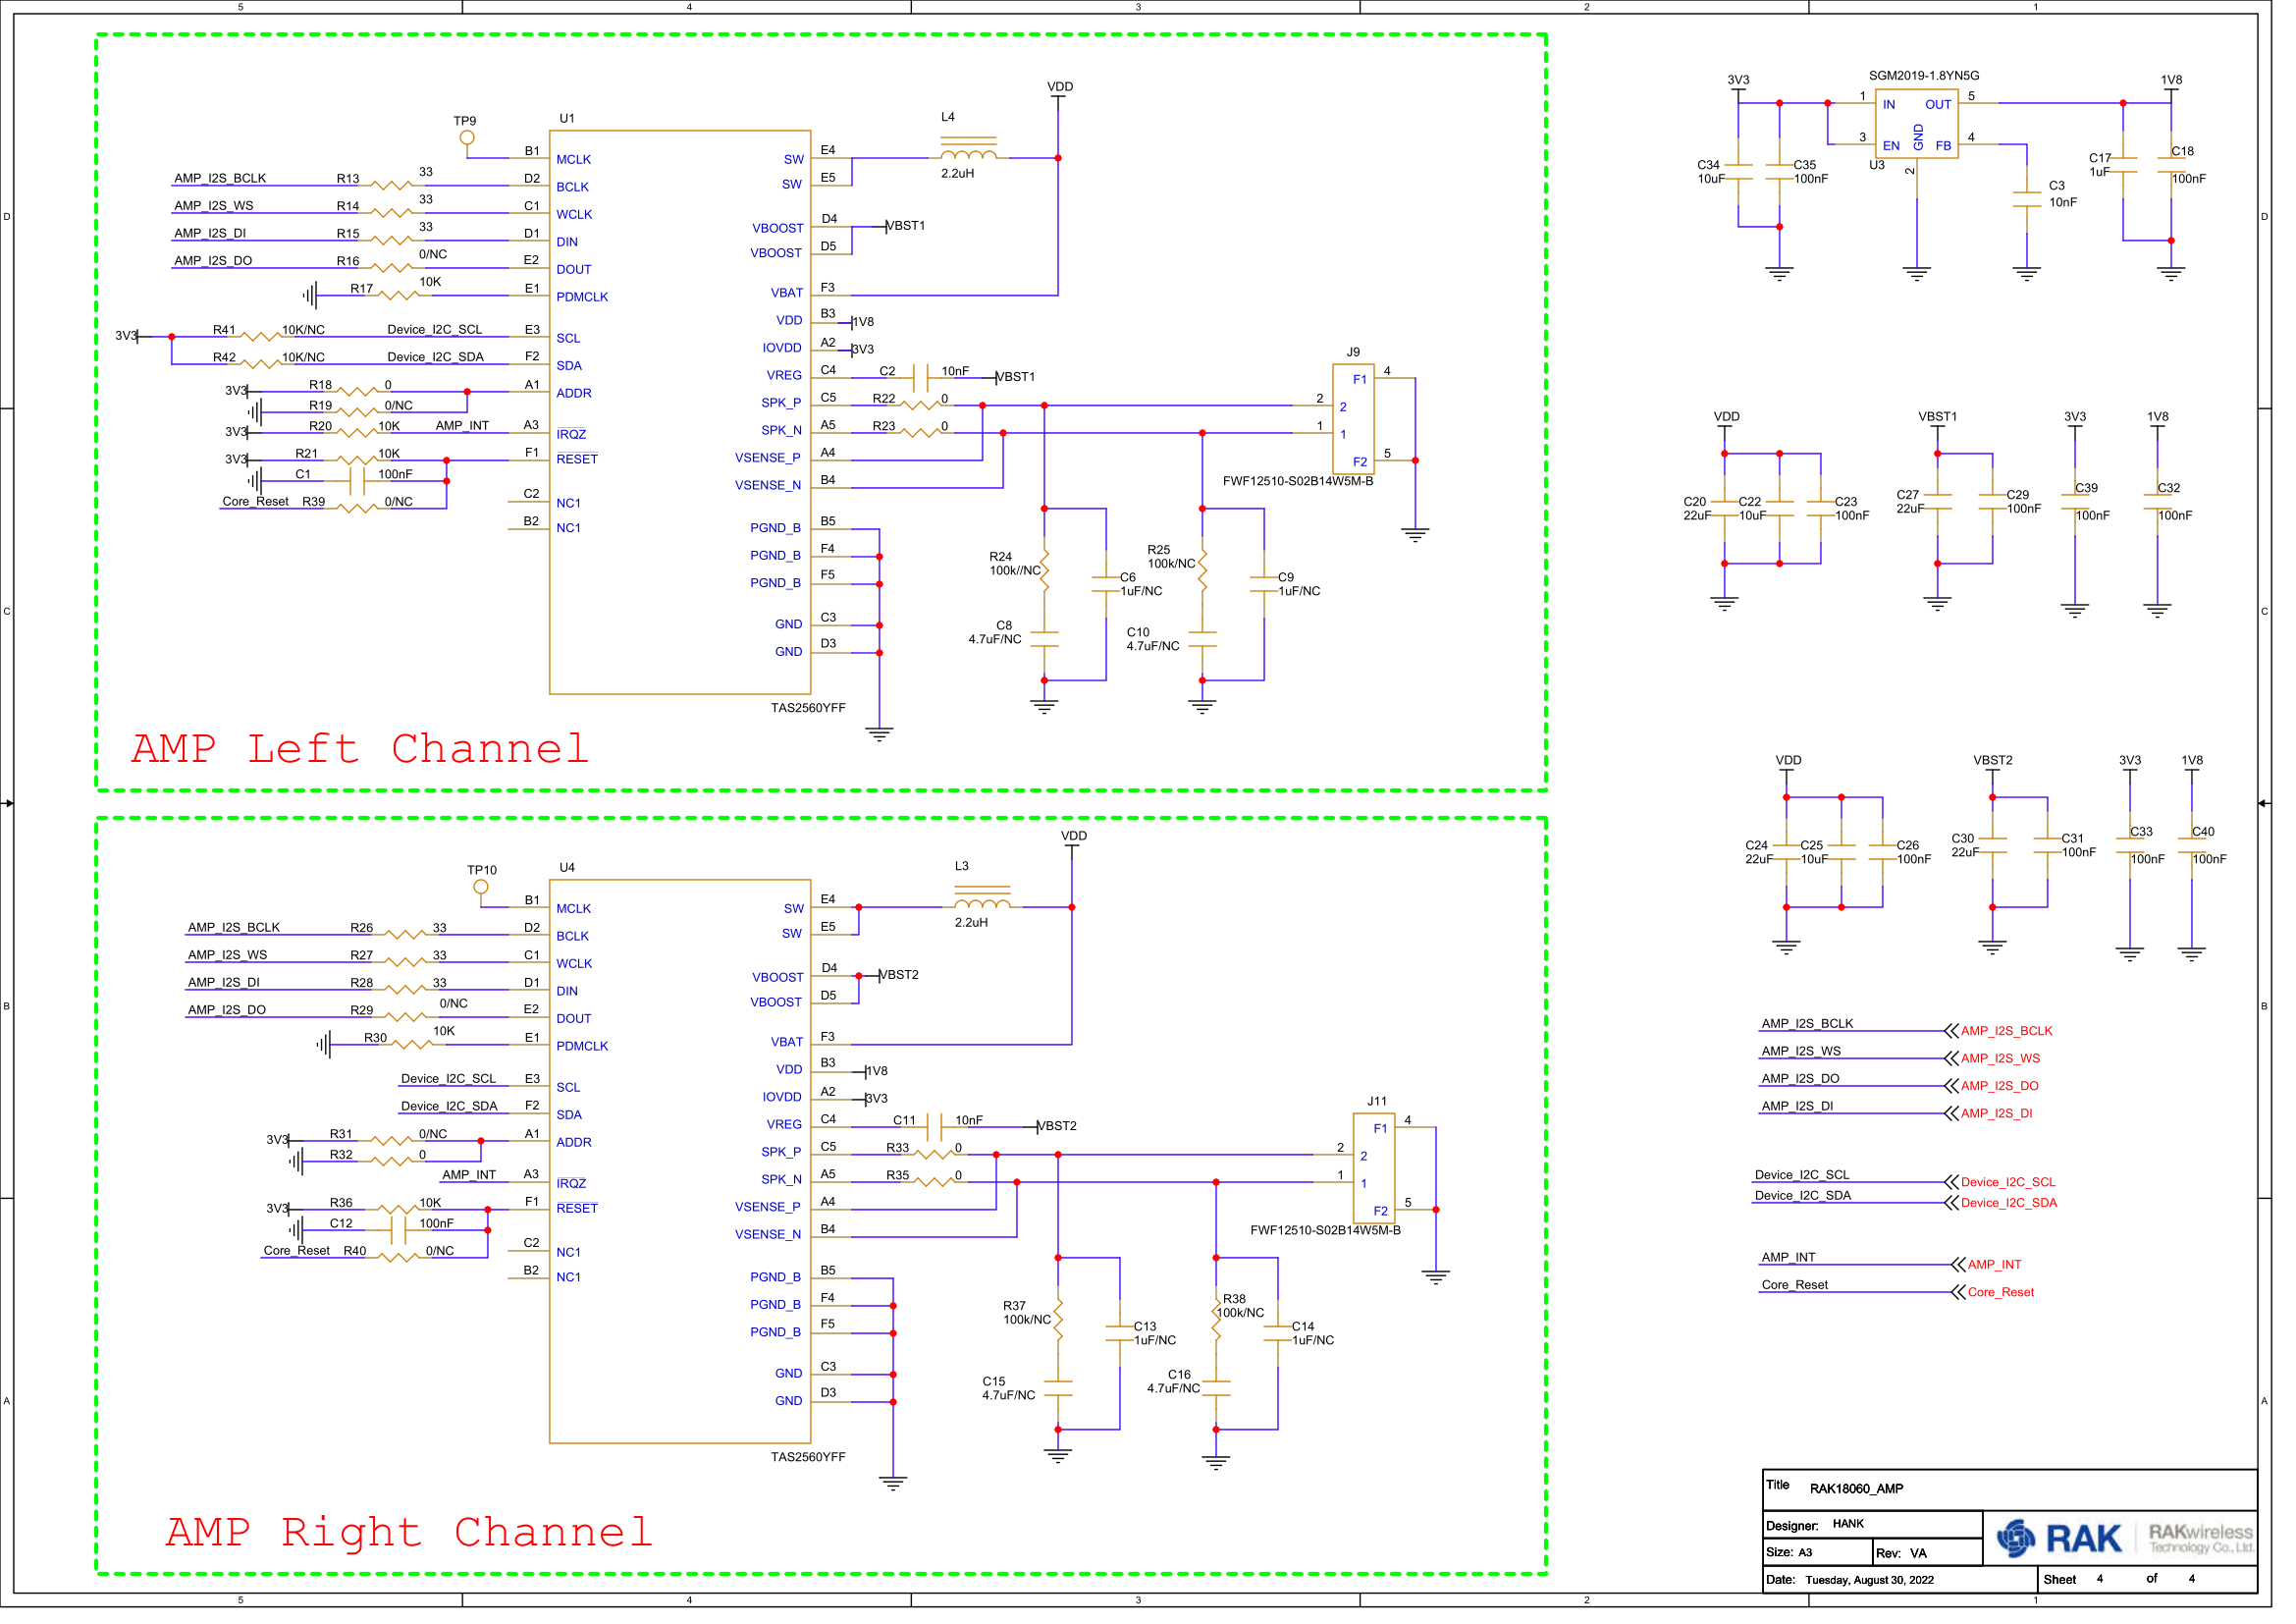 5 4 3 2 1
D D
C C
B B
A A
U1
TP9
B1 MCLK
AMP_I2S_BCLK R13 33 D2 BCLK
AMP_I2S_WS R14 33 C1 WCLK
AMP_I2S_DI R15 33 D1 DIN
AMP_I2S_DO R16 0/NC E2 DOUT
R17 10K E1 PDMCLK
3V3 R41 10K/NC Device_I2C_SCL E3 SCL
R42 10K/NC Device_I2C_SDA F2 SDA
3V3 R18 0 A1 ADDR
R19 0/NC
3V3 R20 10K AMP_INT A3 IRQZ
3V3 R21 10K F1 RESET
C1 100nF
Core_Reset R39 0/NC
C2 NC1
B2 NC1
SW E4
SW E5
L4
2.2uH
VDD
VBOOST D4 VBST1
VBOOST D5
VBAT F3
VDD B3 1V8
IOVDD A2 3V3
VREG C4 C2 10nF VBST1
SPK_P C5 R22 0
SPK_N A5 R23 0
VSENSE_P A4
VSENSE_N B4
PGND_B B5
PGND_B F4
PGND_B F5
GND C3
GND D3
TAS2560YFF
J9
F1 4
2 2
1 1
F2 5
FWF12510-S02B14W5M-B
R24
100k//NC
C6
1uF/NC
C8
4.7uF/NC
R25
100k/NC
C9
1uF/NC
C10
4.7uF/NC
AMP Left Channel
U4
TP10
B1 MCLK
AMP_I2S_BCLK R26 33 D2 BCLK
AMP_I2S_WS R27 33 C1 WCLK
AMP_I2S_DI R28 33 D1 DIN
AMP_I2S_DO R29 0/NC E2 DOUT
R30 10K E1 PDMCLK
Device_I2C_SCL E3 SCL
Device_I2C_SDA F2 SDA
3V3 R31 0/NC A1 ADDR
R32 0
AMP_INT A3 IRQZ
3V3 R36 10K F1 RESET
C12 100nF
Core_Reset R40 0/NC
C2 NC1
B2 NC1
SW E4
SW E5
L3
2.2uH
VDD
VBOOST D4 VBST2
VBOOST D5
VBAT F3
VDD B3 1V8
IOVDD A2 3V3
VREG C4 C11 10nF VBST2
SPK_P C5 R33 0
SPK_N A5 R35 0
VSENSE_P A4
VSENSE_N B4
PGND_B B5
PGND_B F4
PGND_B F5
GND C3
GND D3
TAS2560YFF
J11
F1 4
2 2
1 1
F2 5
FWF12510-S02B14W5M-B
R37
100k/NC
C13
1uF/NC
C15
4.7uF/NC
R38
100k/NC
C14
1uF/NC
C16
4.7uF/NC
AMP Right Channel
SGM2019-1.8YN5G
3V3 1 IN OUT 5 1V8
3 EN GND FB 4
U3 2
C34
10uF
C35
100nF
C3
10nF
C17
1uF
C18
100nF
VDD VBST1 3V3 1V8
C20
22uF
C22
10uF
C23
100nF
C27
22uF
C29
100nF
C39
100nF
C32
100nF
VDD VBST2 3V3 1V8
C24
22uF
C25
10uF
C26
100nF
C30
22uF
C31
100nF
C33
100nF
C40
100nF
AMP_I2S_BCLK AMP_I2S_BCLK
AMP_I2S_WS AMP_I2S_WS
AMP_I2S_DO AMP_I2S_DO
AMP_I2S_DI AMP_I2S_DI
Device_I2C_SCL Device_I2C_SCL
Device_I2C_SDA Device_I2C_SDA
AMP_INT AMP_INT
Core_Reset Core_Reset
Title RAK18060_AMP
Designer: HANK
Size: A3 Rev: VA
RAK RAKwireless
Technology Co., Ltd.
Date: Tuesday, August 30, 2022 Sheet 4 of 4
5 4 3 2 1